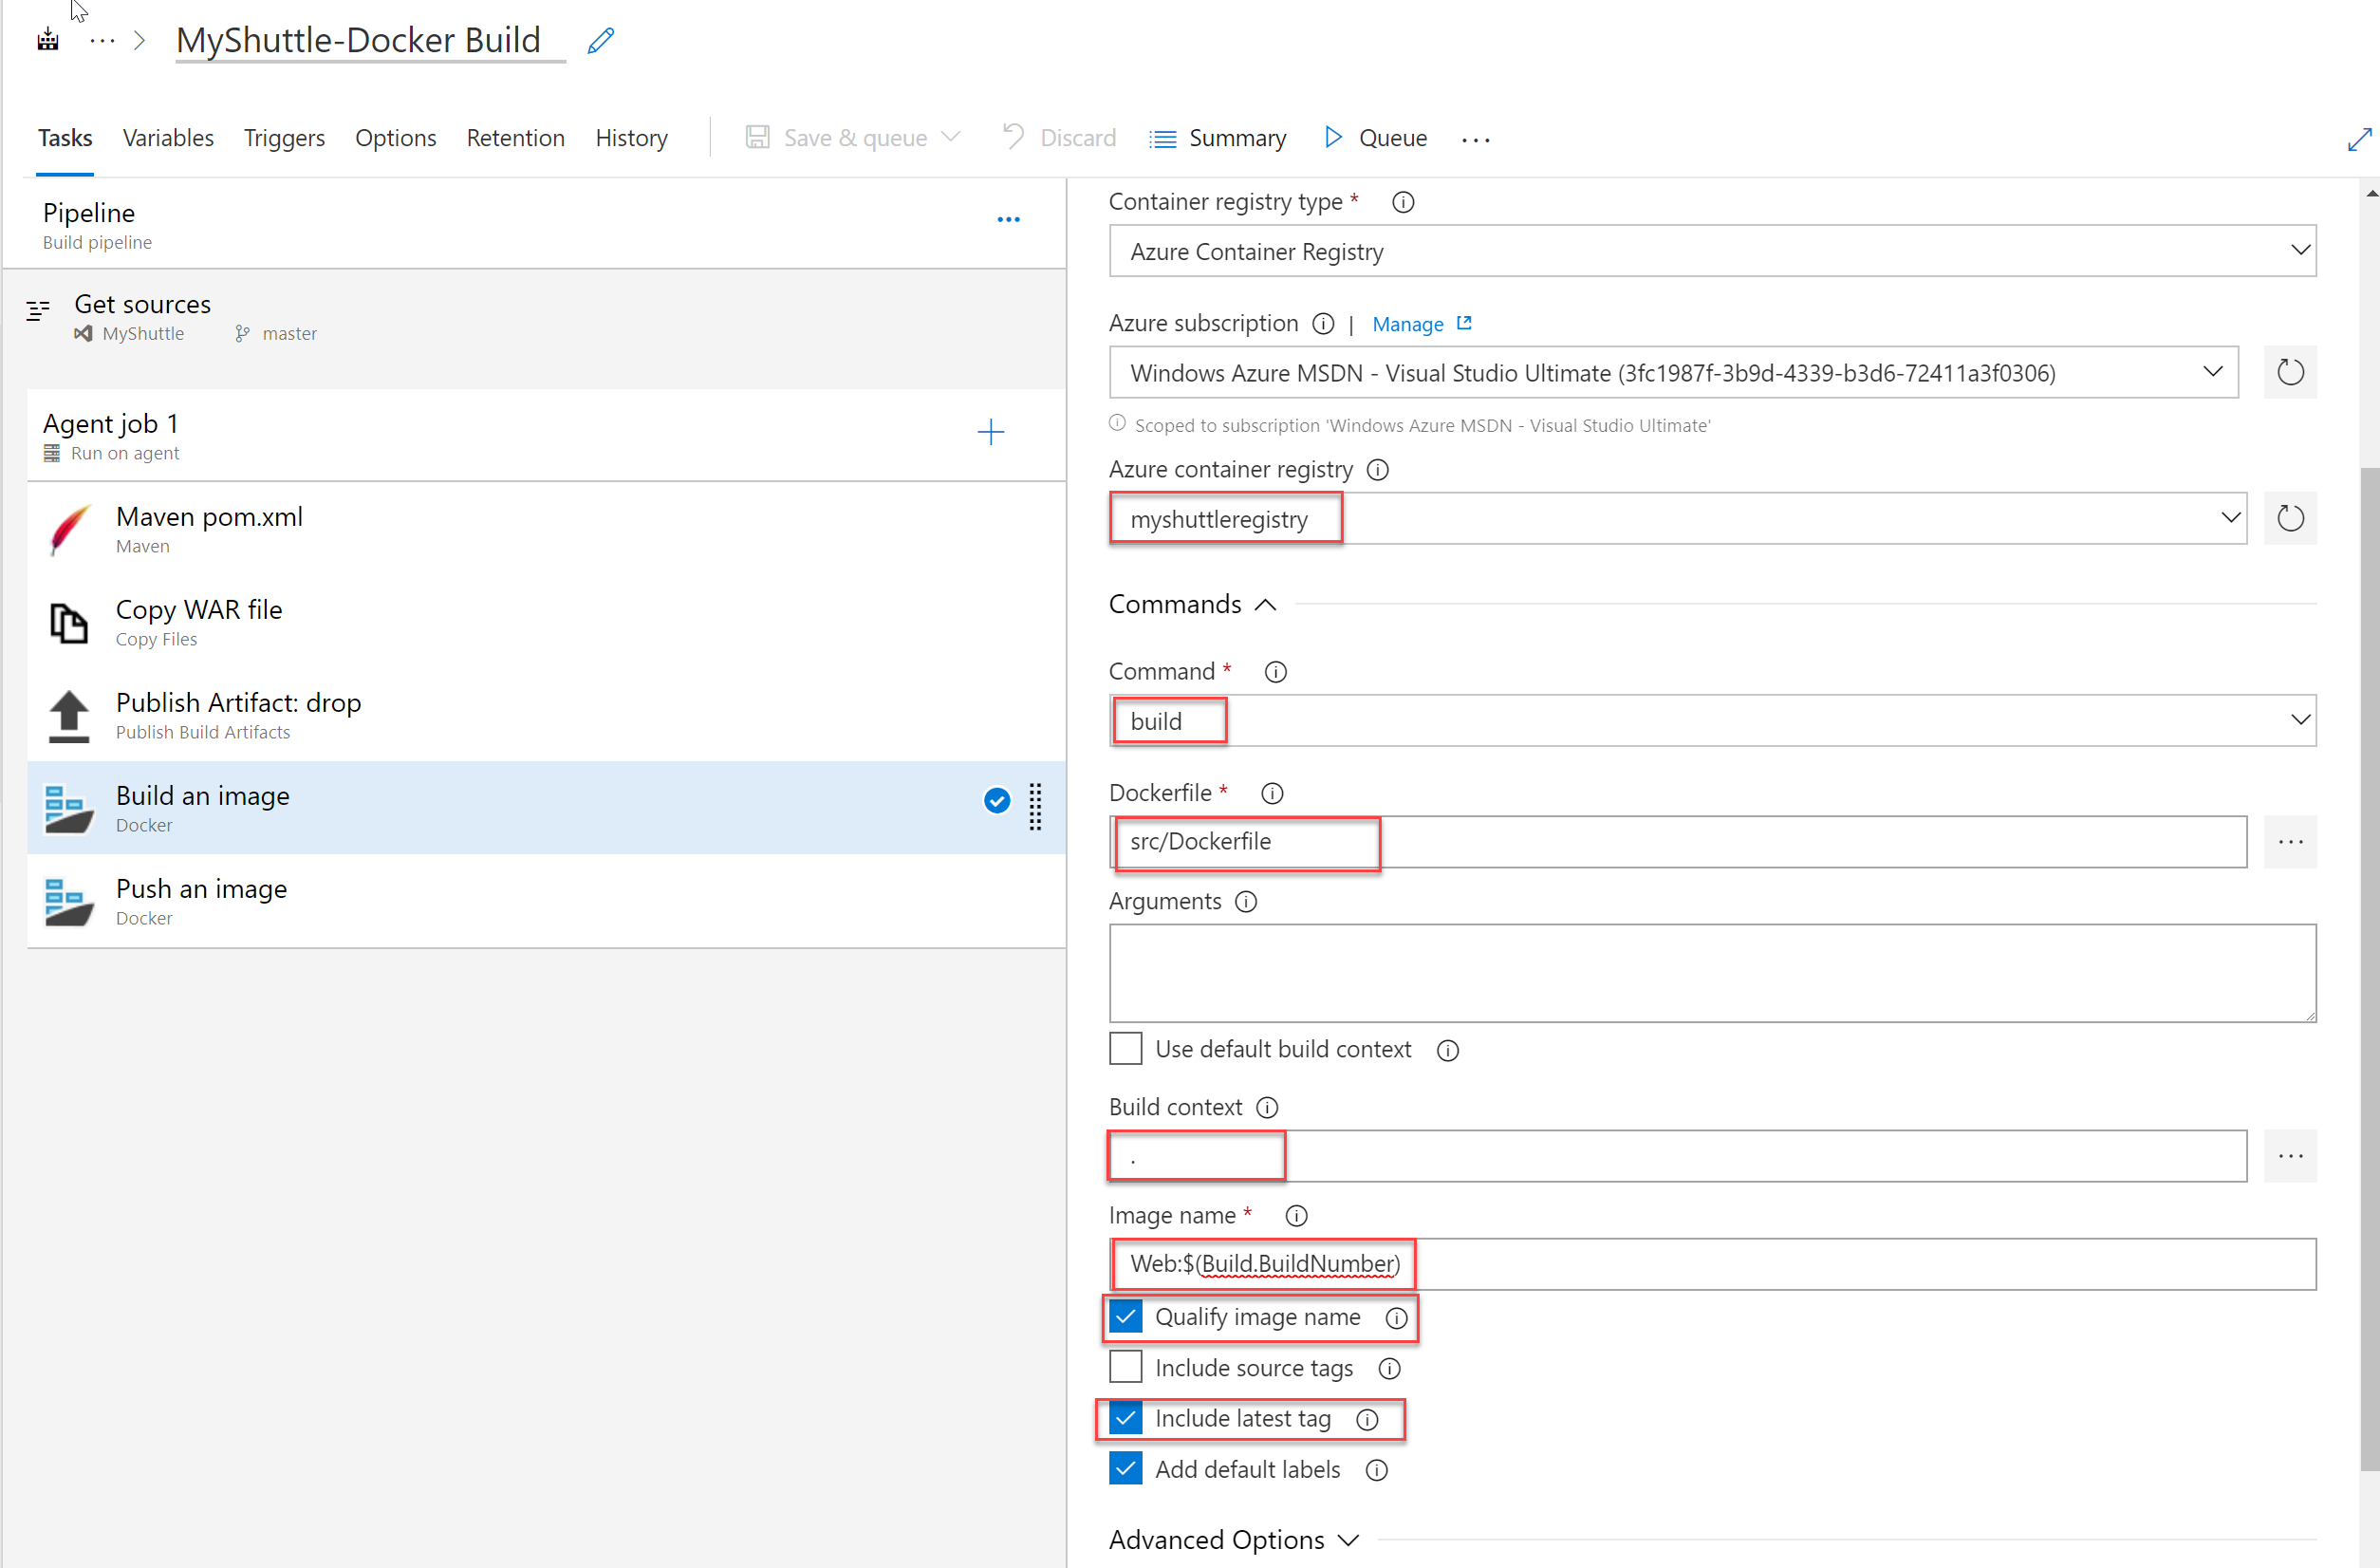 MyShuttle-Docker Build
Tasks Variables Triggers Options Retention History Save & queue Discard Summary Queue
Pipeline
Build pipeline
Get sources
MyShuttle master
Agent job 1
Run on agent
Maven pom.xml
Maven
Copy WAR file
Copy Files
Publish Artifact: drop
Publish Build Artifacts
Build an image
Docker
Push an image
Docker
Container registry type *
Azure Container Registry
Azure subscription | Manage
Windows Azure MSDN - Visual Studio Ultimate (3fc1987f-3b9d-4339-b3d6-72411a3f0306)
Scoped to subscription 'Windows Azure MSDN - Visual Studio Ultimate'
Azure container registry
myshuttleregistry
Commands
Command *
build
Dockerfile *
src/Dockerfile
Arguments
Use default build context
Build context
.
Image name *
Web:$(Build.BuildNumber)
Qualify image name
Include source tags
Include latest tag
Add default labels
Advanced Options